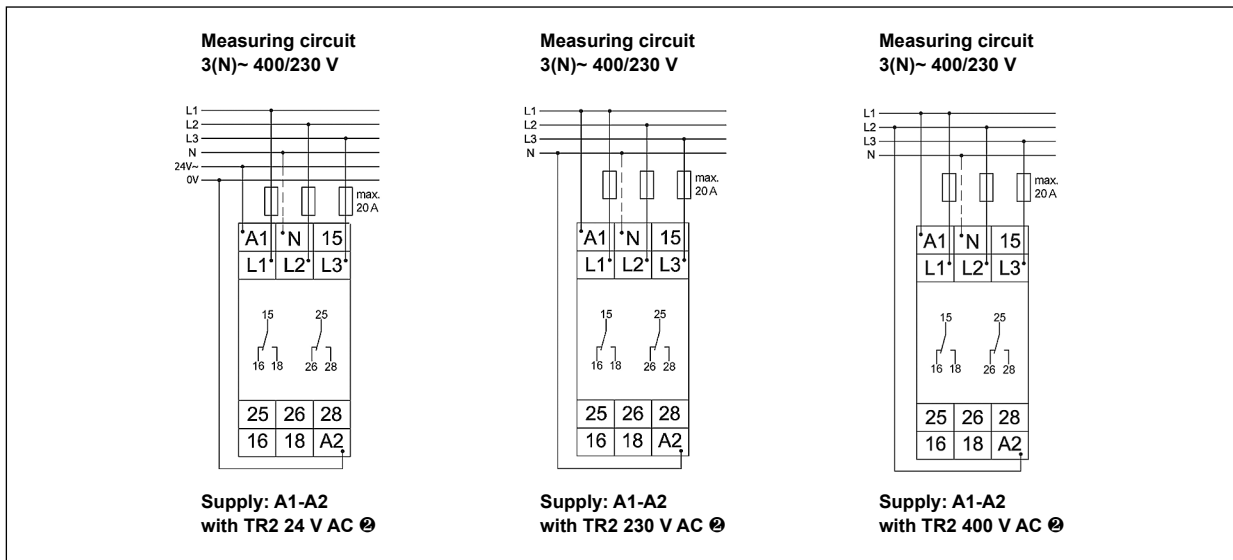 Measuring circuit
3(N)~ 400/230 V
L1
L2
L3
N
24V~
0V
max.
20 A
A1 N 15
L1 L2 L3
15 25
16 18 26 28
25 26 28
16 18 A2
Supply: A1-A2
with TR2 24 V AC ❷
Measuring circuit
3(N)~ 400/230 V
L1
L2
L3
N
max.
20 A
A1 N 15
L1 L2 L3
15 25
16 18 26 28
25 26 28
16 18 A2
Supply: A1-A2
with TR2 230 V AC ❷
Measuring circuit
3(N)~ 400/230 V
L1
L2
L3
N
max.
20 A
A1 N 15
L1 L2 L3
15 25
16 18 26 28
25 26 28
16 18 A2
Supply: A1-A2
with TR2 400 V AC ❷